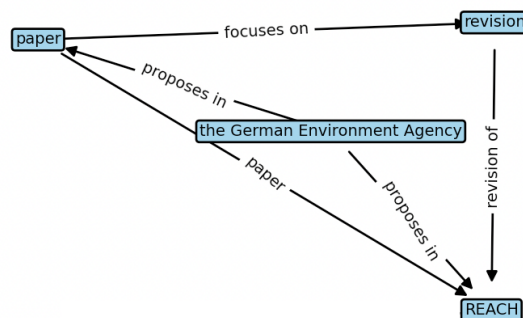 revision
paper
focuses on
proposes in
the German Environment Agency
revision of
paper
proposes in
REACH